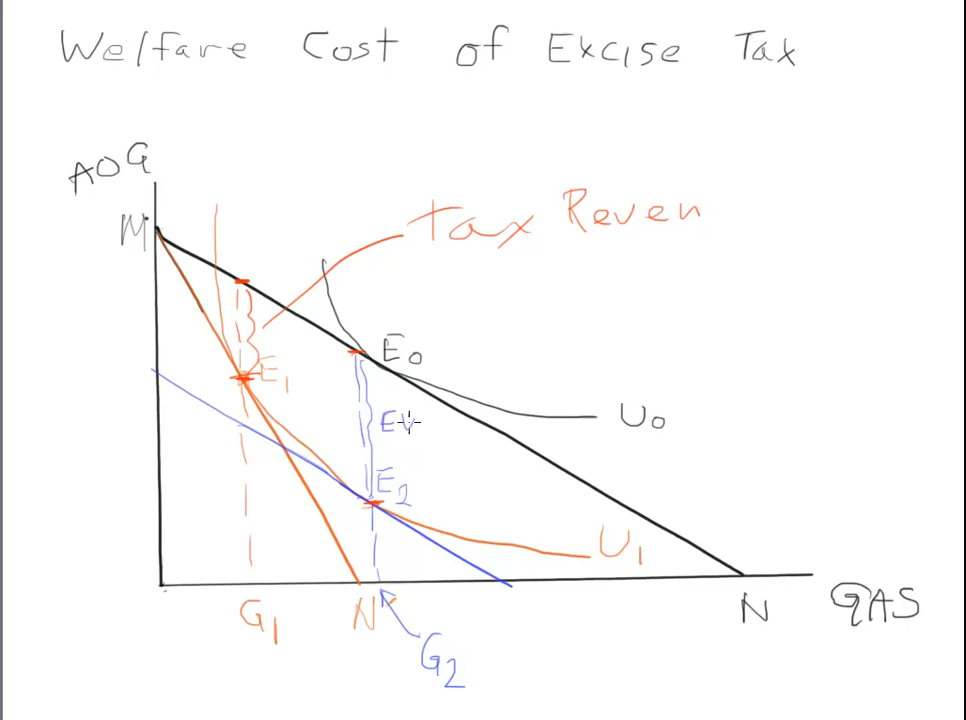 Welfare Cost of Excise Tax
AOG
M
tax Reven
E0
E1
EV
U0
E2
U1
G1
N'
N
GAS
G2